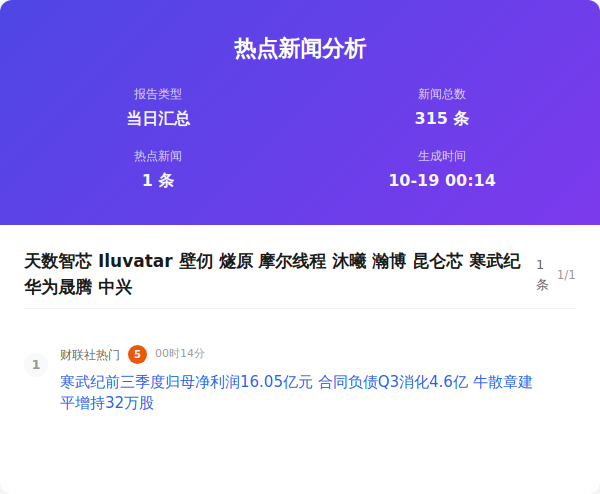 热点新闻分析
报告类型
当日汇总
新闻总数
315 条
热点新闻
1 条
生成时间
10-19 00:14
天数智芯 Iluvatar 壁仞 燧原 摩尔线程 沐曦 瀚博 昆仑芯 寒武纪
华为晟腾 中兴
1
条
1/1
1
财联社热门 5 00时14分
寒武纪前三季度归母净利润16.05亿元 合同负债Q3消化4.6亿 牛散章建
平增持32万股